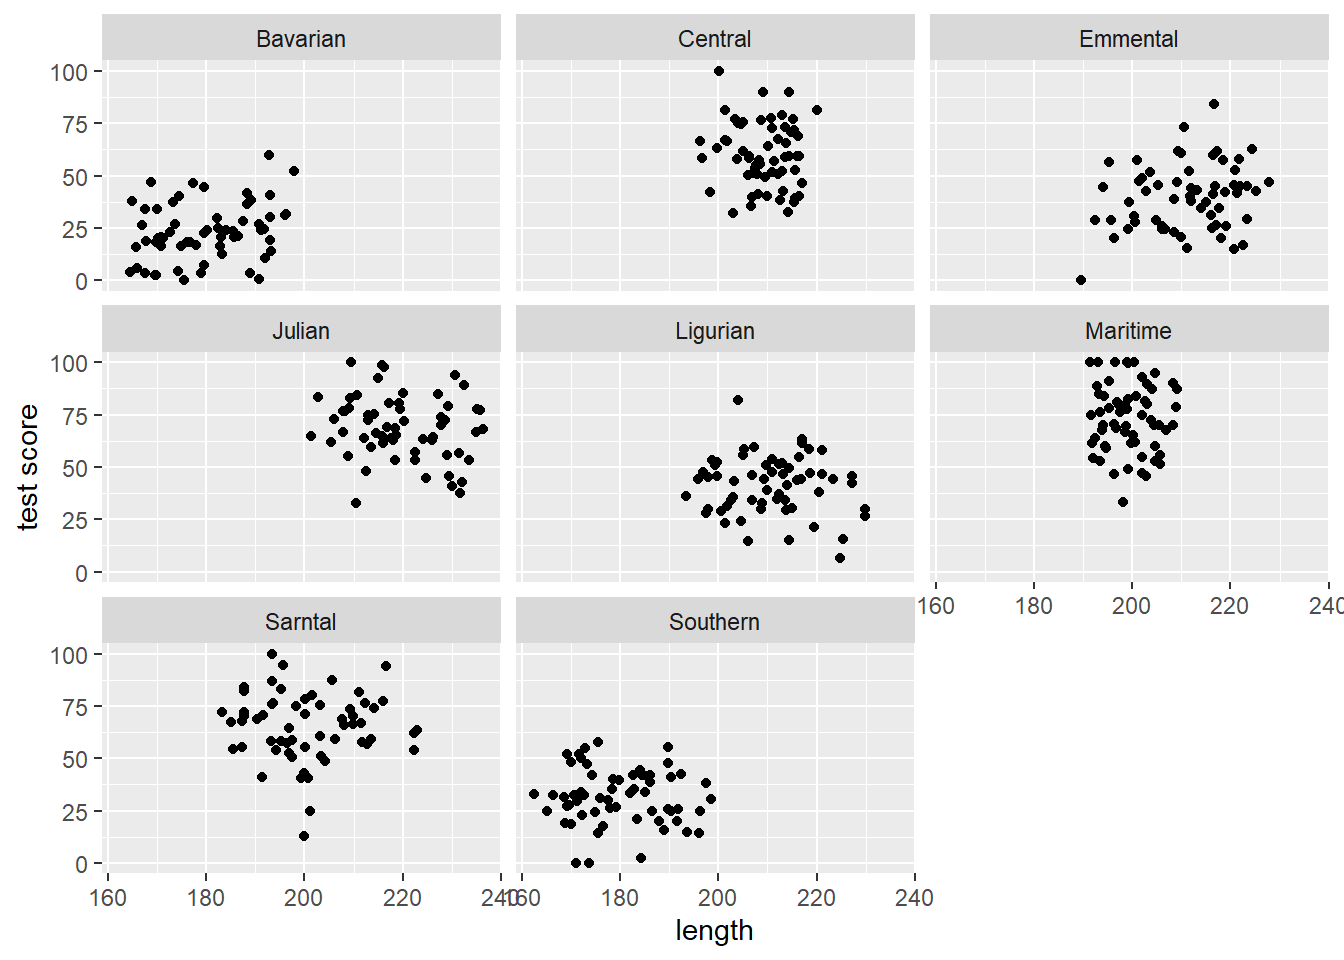 Bavarian Central Emmental
100
75
50
25
0
Julian Ligurian Maritime
100
75
50
25
0
160 180 200 220 240
Sarntal Southern
100
75
50
25
0
160 180 200 220 240 160 180 200 220 240
length
test score